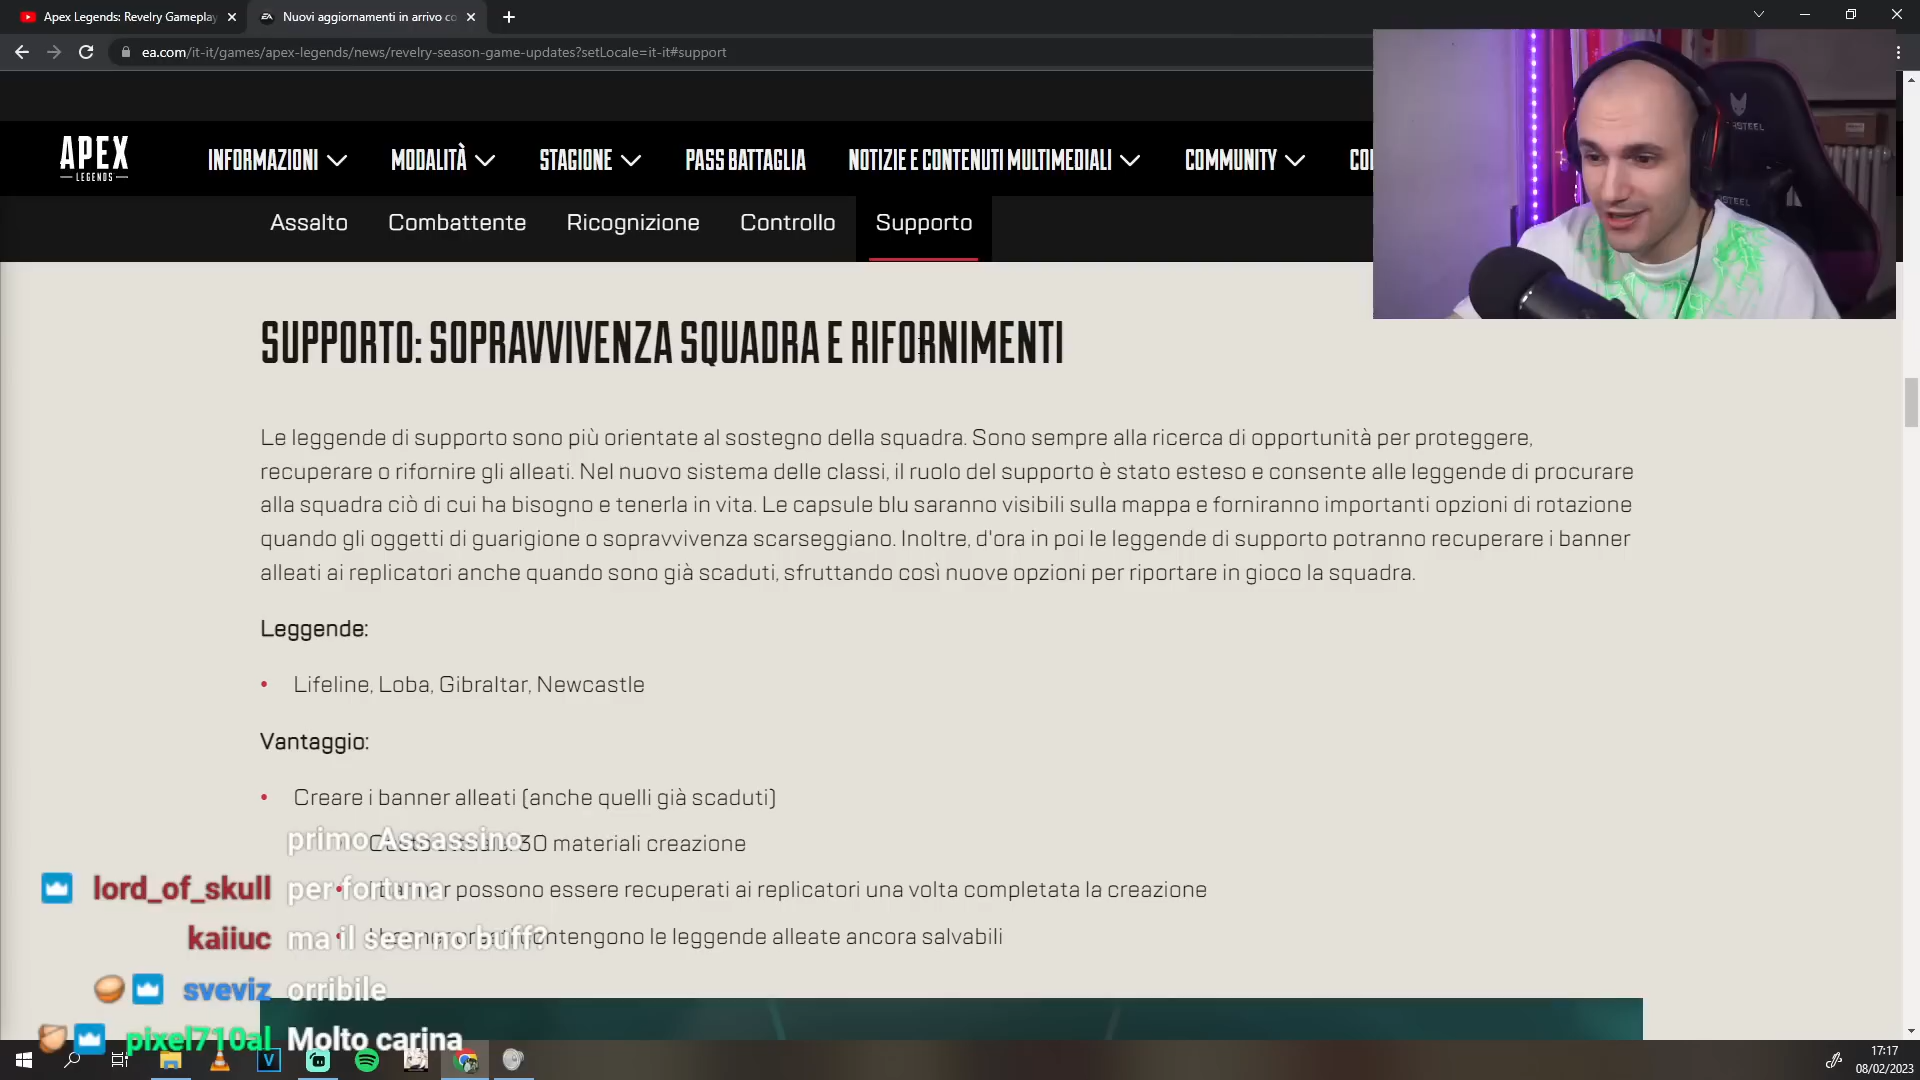 Apex Legends: Revelry Gameplay
Nuovi aggiornamenti in arrivo co
ea.com/it-it/games/apex-legends/news/revelry-season-game-updates?setLocale=it-it#support
APEX
LEGENDS
INFORMAZIONI
MODALITÀ
STAGIONE
PASS BATTAGLIA
NOTIZIE E CONTENUTI MULTIMEDIALI
COMMUNITY
Assalto
Combattente
Ricognizione
Controllo
Supporto
SUPPORTO: SOPRAVVIVENZA SQUADRA E RIFORNIMENTI
Le leggende di supporto sono più orientate al sostegno della squadra. Sono sempre alla ricerca di opportunità per proteggere,
recuperare o rifornire gli alleati. Nel nuovo sistema delle classi, il ruolo del supporto è stato esteso e consente alle leggende di procurare
alla squadra ciò di cui ha bisogno e tenerla in vita. Le capsule blu saranno visibili sulla mappa e forniranno importanti opzioni di rotazione
quando gli oggetti di guarigione o sopravvivenza scarseggiano. Inoltre, d'ora in poi le leggende di supporto potranno recuperare i banner
alleati ai replicatori anche quando sono già scaduti, sfruttando così nuove opzioni per riportare in gioco la squadra.
Leggende:
• Lifeline, Loba, Gibraltar, Newcastle
Vantaggio:
• Creare i banner alleati (anche quelli già scaduti)
primo Assassino
30 materiali creazione
lord_of_skull per fortuna
possono essere recuperati ai replicatori una volta completata la creazione
kaiiuc ma il seer no buff?
contengono le leggende alleate ancora salvabili
sveviz orribile
pixel710al Molto carina
17:17
08/02/2023